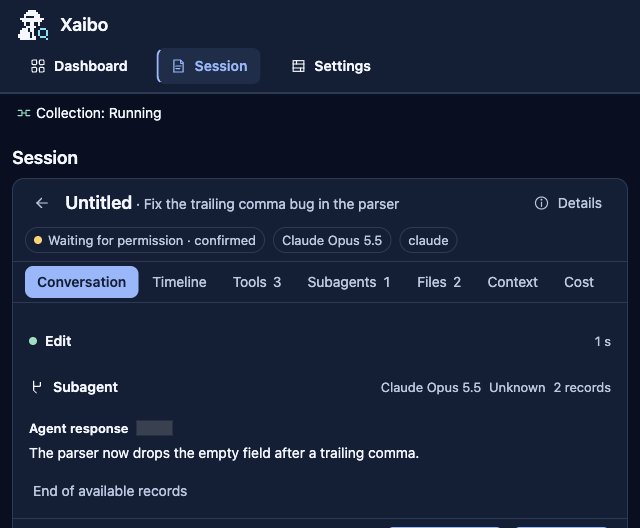 Xaibo
Dashboard Session Settings
Collection: Running
Session
Untitled · Fix the trailing comma bug in the parser Details
Waiting for permission · confirmed Claude Opus 5.5 claude
Conversation Timeline Tools 3 Subagents 1 Files 2 Context Cost
Edit 1 s
Subagent Claude Opus 5.5 Unknown 2 records
Agent response
The parser now drops the empty field after a trailing comma.
End of available records